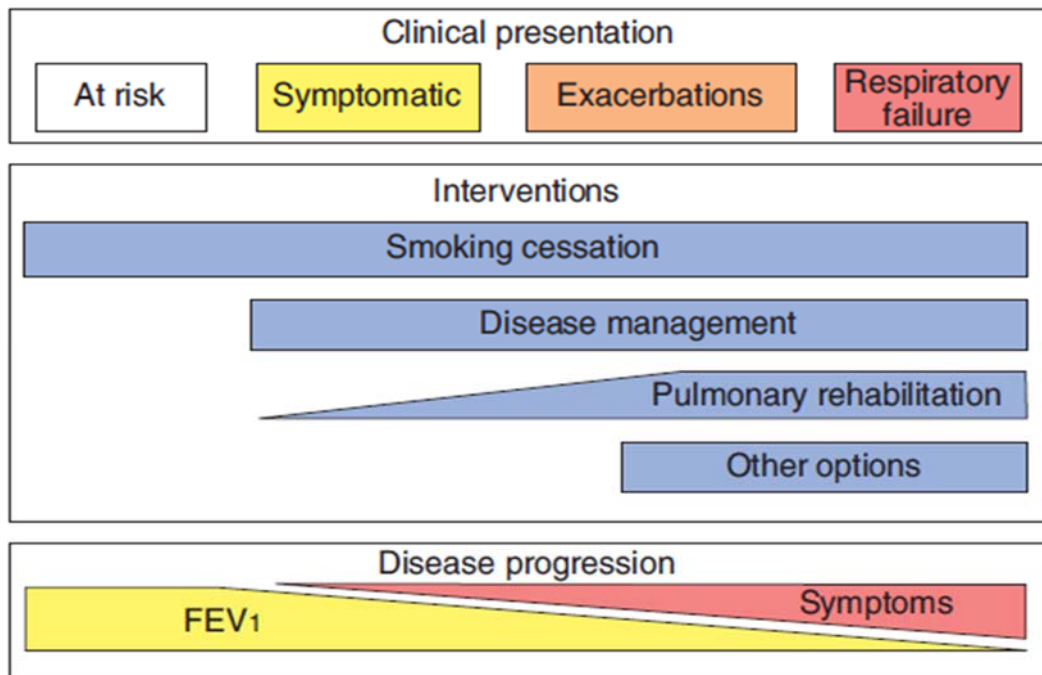 Clinical presentation
At risk
Symptomatic
Exacerbations
Respiratory
failure
Interventions
Smoking cessation
Disease management
Pulmonary rehabilitation
Other options
Disease progression
FEV1
Symptoms